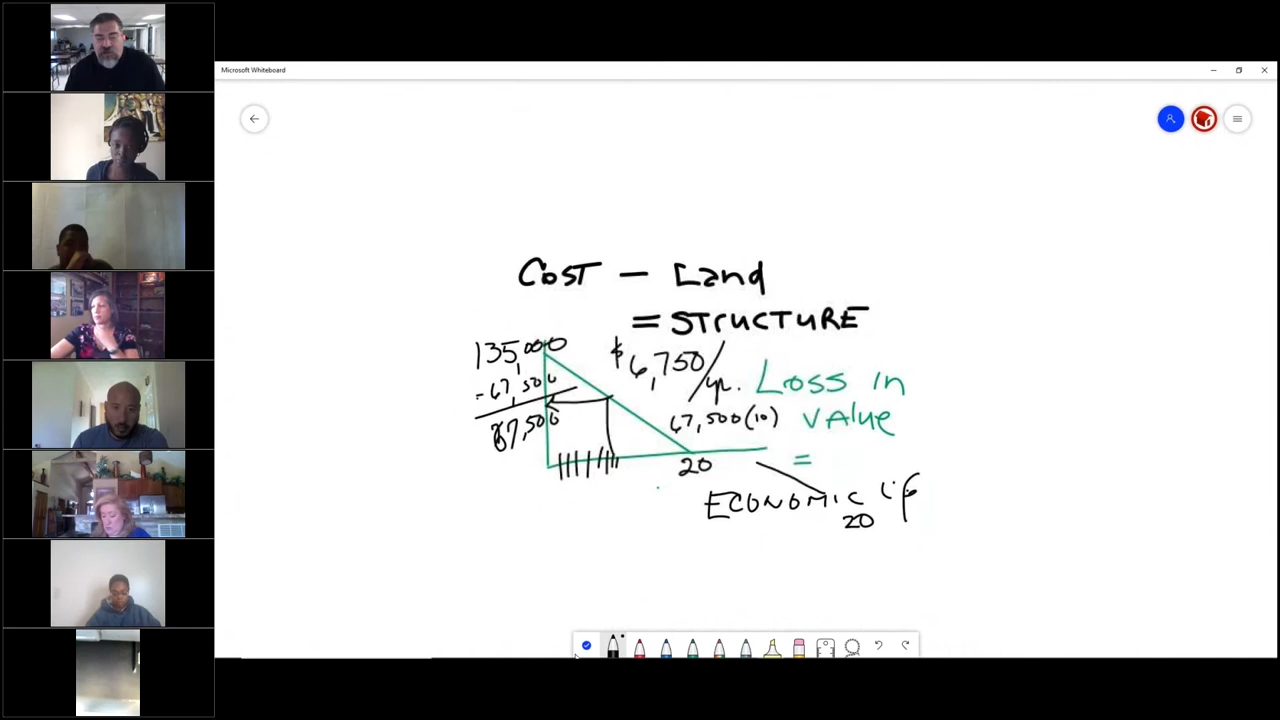 Microsoft Whiteboard
COST - Land
= STRUCTURE
135,000
- 67,500
67,500
$6,750/yr.
67,500 (10)
Loss in
value
=
20
ECONOMIC Life
20